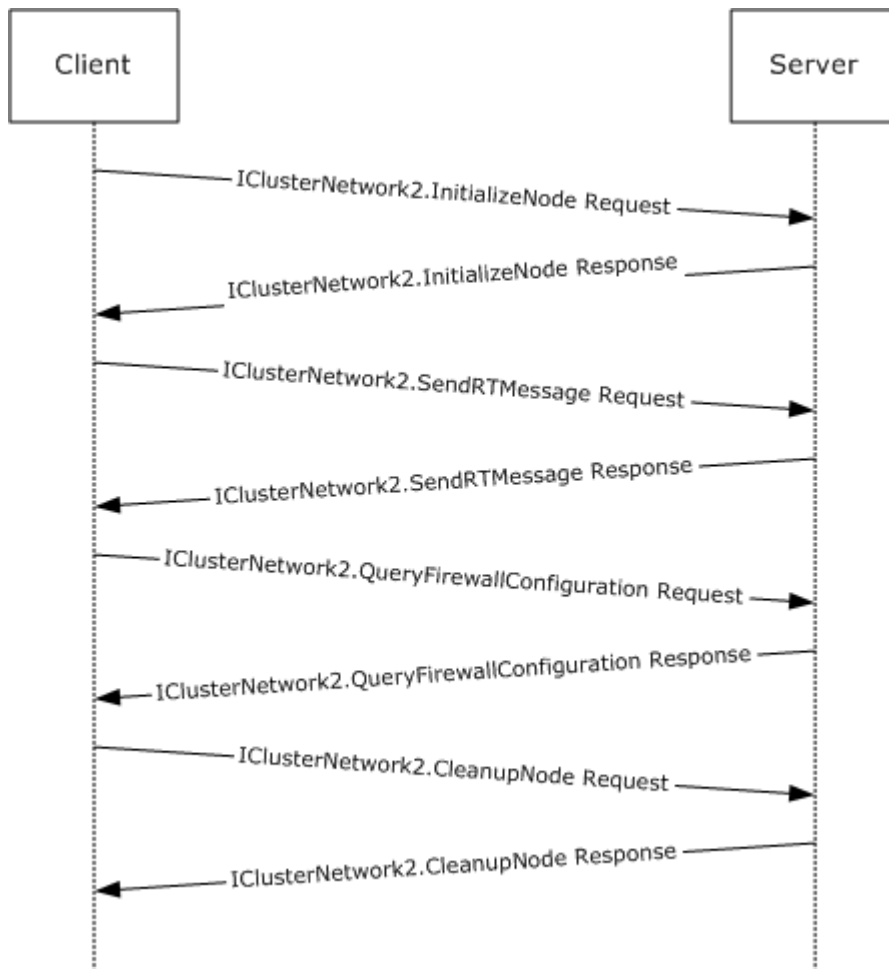 Client
Server
IClusterNetwork2.InitializeNode Request
IClusterNetwork2.InitializeNode Response
IClusterNetwork2.SendRTMessage Request
IClusterNetwork2.SendRTMessage Response
IClusterNetwork2.QueryFirewallConfiguration Request
IClusterNetwork2.QueryFirewallConfiguration Response
IClusterNetwork2.CleanupNode Request
IClusterNetwork2.CleanupNode Response